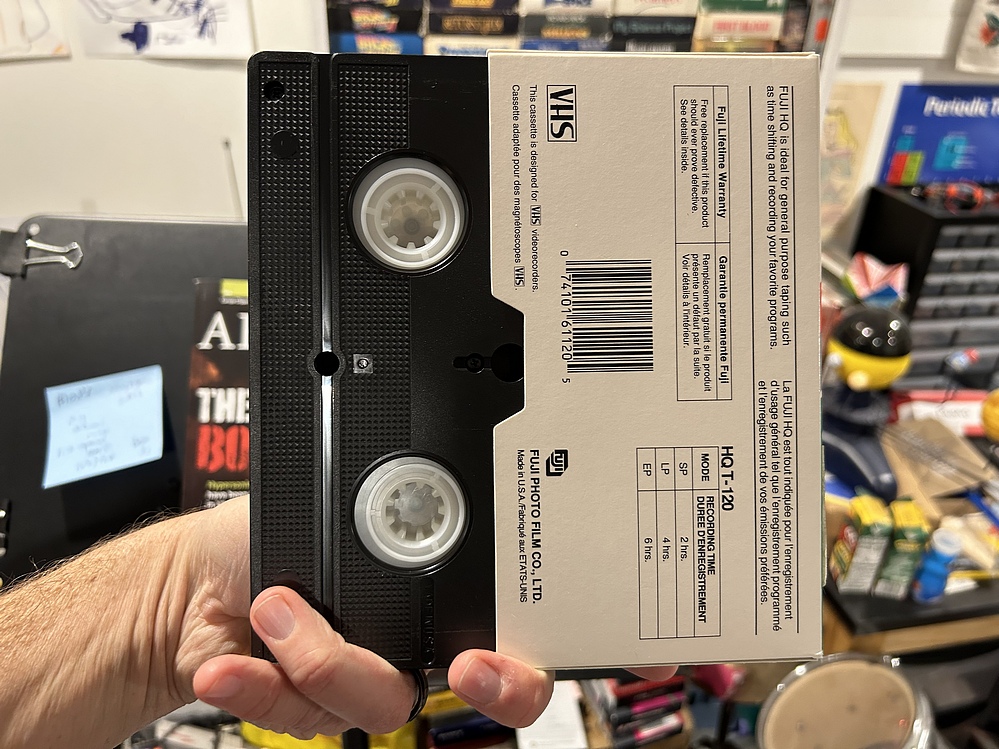 FUJI HQ is ideal for general purpose taping such
as time shifting and recording your favorite programs.
La FUJI HQ est tout indiquée pour l'enregistrement
d'usage général tel que l'enregistrement programmé
et l'enregistrement de vos émissions préférées.
Fuji Lifetime Warranty
Free replacement if this product
should ever prove defective.
See details inside.
Garantie permanente Fuji
Remplacement gratuit si le produit
présente un défaut par la suite.
Voir détails à l'intérieur.
HQ T-120
MODE
RECORDING TIME
DURÉE D'ENREGISTREMENT
SP 2 hrs.
LP 4 hrs.
EP 6 hrs.
0 74101 61120 5
VHS
This cassette is designed for VHS videorecorders.
Cassette adaptée pour des magnétoscopes VHS.
FUJI
FUJI PHOTO FILM CO., LTD.
Made in U.S.A./Fabriqué aux ETATS-UNIS
Periodic T
THE
BO